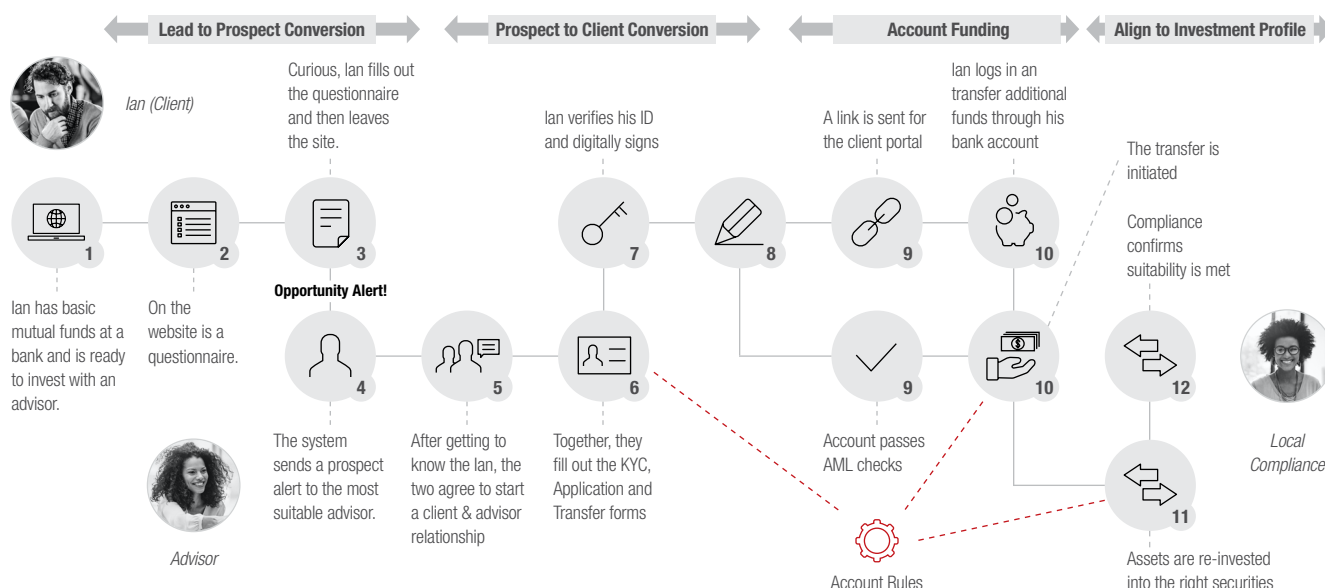 Lead to Prospect Conversion
Prospect to Client Conversion
Account Funding
Align to Investment Profile
Ian (Client)
Curious, Ian fills out
the questionnaire
and then leaves
the site.
Ian verifies his ID
and digitally signs
A link is sent for
the client portal
Ian logs in an
transfer additional
funds through his
bank account
The transfer is
initiated
Compliance
confirms
suitability is met
1
2
3
7
8
9
10
Ian has basic
mutual funds at a
bank and is ready
to invest with an
advisor.
On the
website is a
questionnaire.
Opportunity Alert!
4
5
6
9
10
12
Advisor
The system
sends a prospect
alert to the most
suitable advisor.
After getting to
know the Ian, the
two agree to start
a client & advisor
relationship
Together, they
fill out the KYC,
Application and
Transfer forms
Account passes
AML checks
Local
Compliance
11
Account Rules
Assets are re-invested
into the right securities